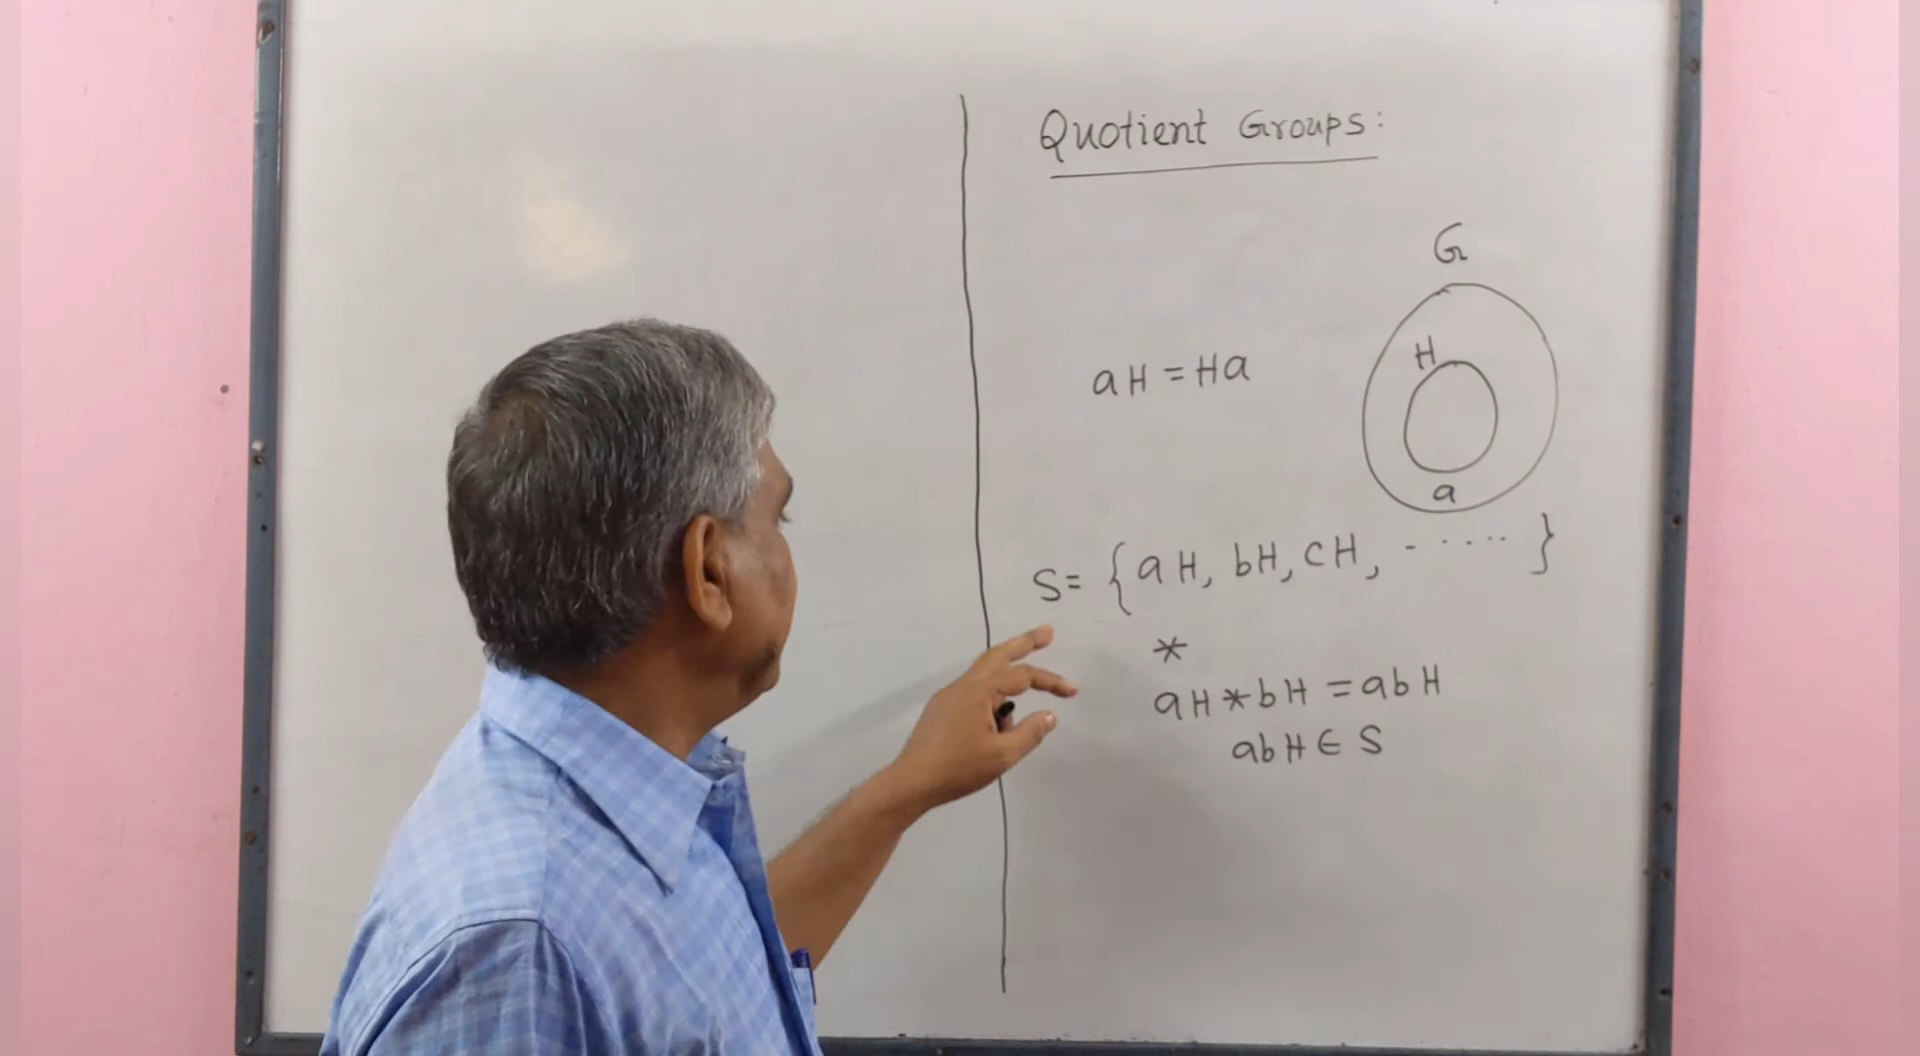 Quotient Groups:
G
H
aH = Ha
a
S = {aH, bH, cH, - ..... }
*
aH * bH = abH
abH ∈ S